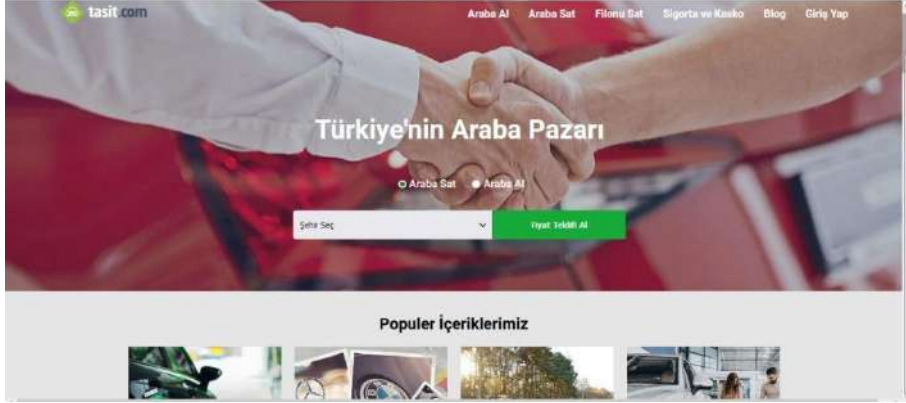 tasit.com
Araba Al Araba Sat Filonu Sat Sigorta ve Kasko Blog Giriş Yap
Türkiye'nin Araba Pazarı
Araba Sat Araba Al
Şehir Seç
Fiyat Teklifi Al
Populer İçeriklerimiz